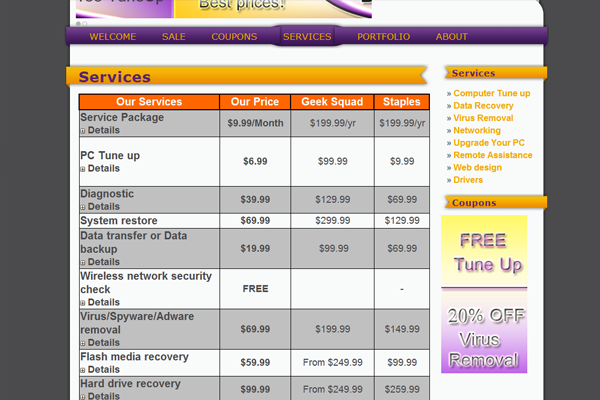 Best prices!
WELCOME SALE COUPONS SERVICES PORTFOLIO ABOUT
Services
Our Services Our Price Geek Squad Staples
Service Package $9.99/Month $199.99/yr $199.99/yr
Details
PC Tune up $6.99 $99.99 $9.99
Details
Diagnostic $39.99 $129.99 $69.99
Details
System restore $69.99 $299.99 $129.99
Data transfer or Data
backup $19.99 $99.99 $69.99
Details
Wireless network security
check FREE -
Details
Virus/Spyware/Adware
removal $69.99 $199.99 $149.99
Details
Flash media recovery $59.99 From $249.99 $99.99
Details
Hard drive recovery $99.99 From $249.99 $259.99
Details
Services
» Computer Tune up
» Data Recovery
» Virus Removal
» Networking
» Upgrade Your PC
» Remote Assistance
» Web design
» Drivers
Coupons
FREE
Tune Up
20% OFF
Virus
Removal